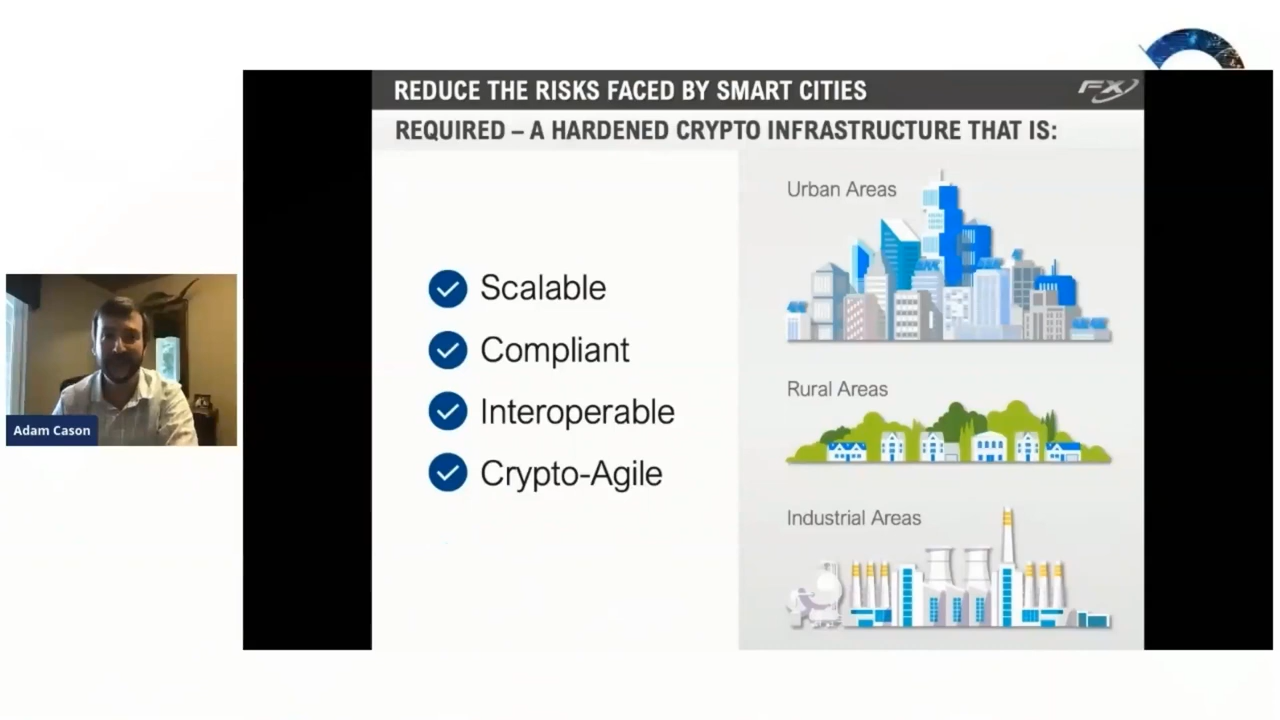 REDUCE THE RISKS FACED BY SMART CITIES
FX
REQUIRED – A HARDENED CRYPTO INFRASTRUCTURE THAT IS:
Scalable
Compliant
Interoperable
Crypto-Agile
Urban Areas
Rural Areas
Industrial Areas
Adam Cason